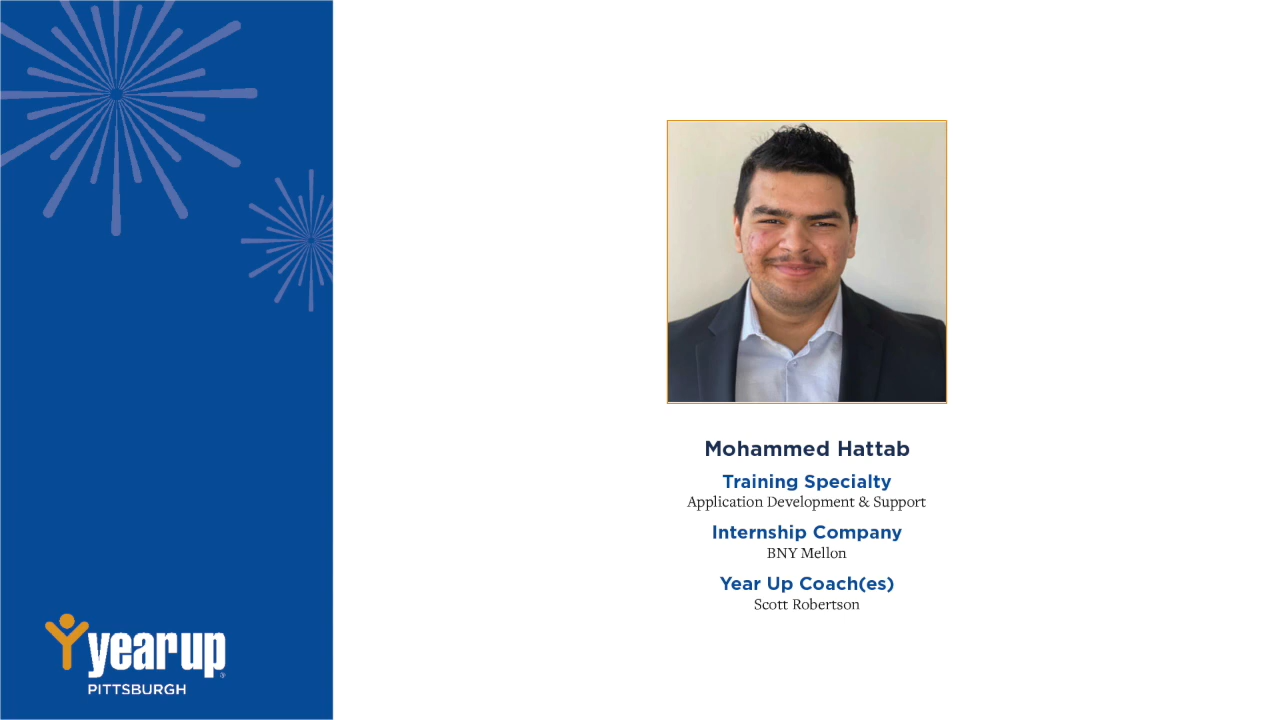 Mohammed Hattab
Training Specialty
Application Development & Support
Internship Company
BNY Mellon
Year Up Coach(es)
Scott Robertson
year up
PITTSBURGH